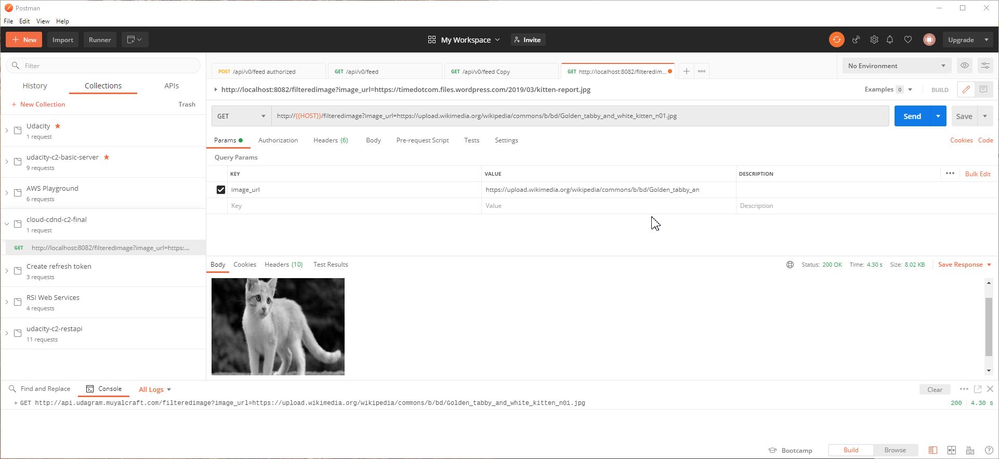 Postman
File Edit View Help
New Import Runner My Workspace Invite Upgrade
Filter
History Collections APIs
New Collection Trash
Udacity
1 request
udacity-c2-basic-server
9 requests
AWS Playground
6 requests
cloud-cdnd-c2-final
1 request
GET http://localhost:8082/filteredimage?image_url=https:...
Create refresh token
3 requests
RSI Web Services
4 requests
udacity-c2-restapi
11 requests
POST /api/v0/feed authorized GET /api/v0/feed GET /api/v0/feed Copy GET http://localhost:8082/filteredim... No Environment
http://localhost:8082/filteredimage?image_url=https://timedotcom.files.wordpress.com/2019/03/kitten-report.jpg Examples 0 BUILD
GET http://{{HOST}}/filteredimage?image_url=https://upload.wikimedia.org/wikipedia/commons/b/bd/Golden_tabby_and_white_kitten_n01.jpg Send Save
Params Authorization Headers (6) Body Pre-request Script Tests Settings Cookies Code
Query Params
KEY VALUE DESCRIPTION Bulk Edit
image_url https://upload.wikimedia.org/wikipedia/commons/b/bd/Golden_tabby_an
Key Value Description
Body Cookies Headers (10) Test Results Status: 200 OK Time: 4.30 s Size: 8.02 KB Save Response
Find and Replace Console All Logs Clear
GET http://api.udagram.muyalcraft.com/filteredimage?image_url=https://upload.wikimedia.org/wikipedia/commons/b/bd/Golden_tabby_and_white_kitten_n01.jpg 200 4.30 s
Bootcamp Build Browse